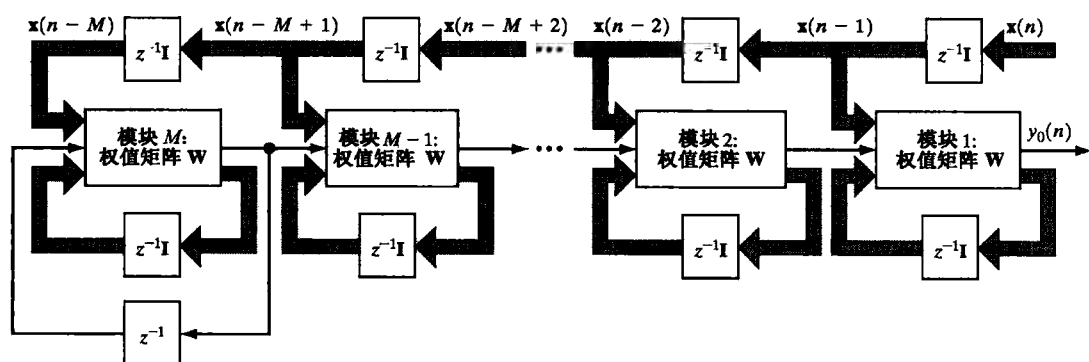 x(n − M)
x(n − M + 1)
x(n − M + 2)
x(n − 2)
x(n − 1)
x(n)
z⁻¹I
z⁻¹I
z⁻¹I
z⁻¹I
模块 M:
权值矩阵 W
模块 M−1:
权值矩阵 W
...
模块2:
权值矩阵 W
模块1:
权值矩阵 W
y₀(n)
z⁻¹I
z⁻¹I
z⁻¹I
z⁻¹I
z⁻¹